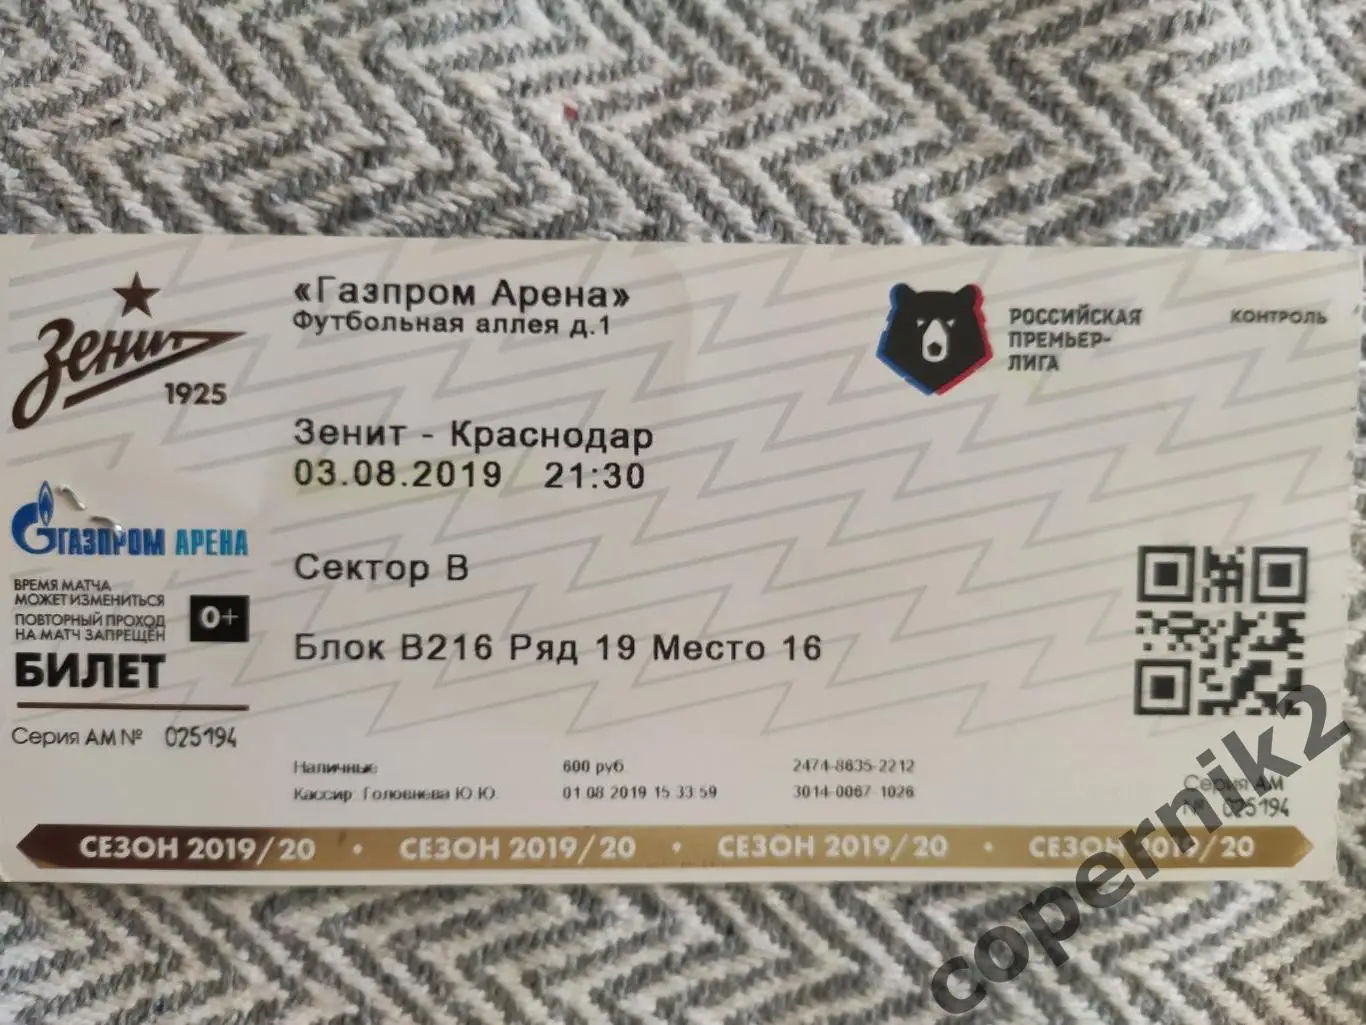 Зенит
1925
«Газпром Арена»
Футбольная аллея д.1
РОССИЙСКАЯ
ПРЕМЬЕР-
ЛИГА
КОНТРОЛЬ
Зенит - Краснодар
03.08.2019 21:30
ГАЗПРОМ АРЕНА
ВРЕМЯ МАТЧА
МОЖЕТ ИЗМЕНИТЬСЯ
ПОВТОРНЫЙ ПРОХОД
НА МАТЧ ЗАПРЕЩЁН
0+
БИЛЕТ
Серия АМ № 025194
Сектор B
Блок B216 Ряд 19 Место 16
Наличные 600 руб. 2474-8635-2212
Кассир: Головнева Ю.Ю. 01.08.2019 15:33:59 3014-0067-1026
Серия АМ
№ 025194
СЕЗОН 2019/20 • СЕЗОН 2019/20 • СЕЗОН 2019/20 • СЕЗОН 2019/20
copernik2